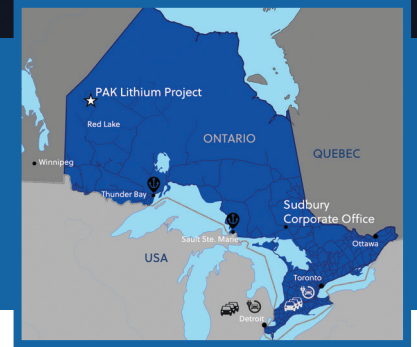 PAK Lithium Project
Red Lake
ONTARIO
QUEBEC
Winnipeg
Thunder Bay
Sudbury
Corporate Office
Sault Ste. Marie
Ottawa
USA
Toronto
Detroit